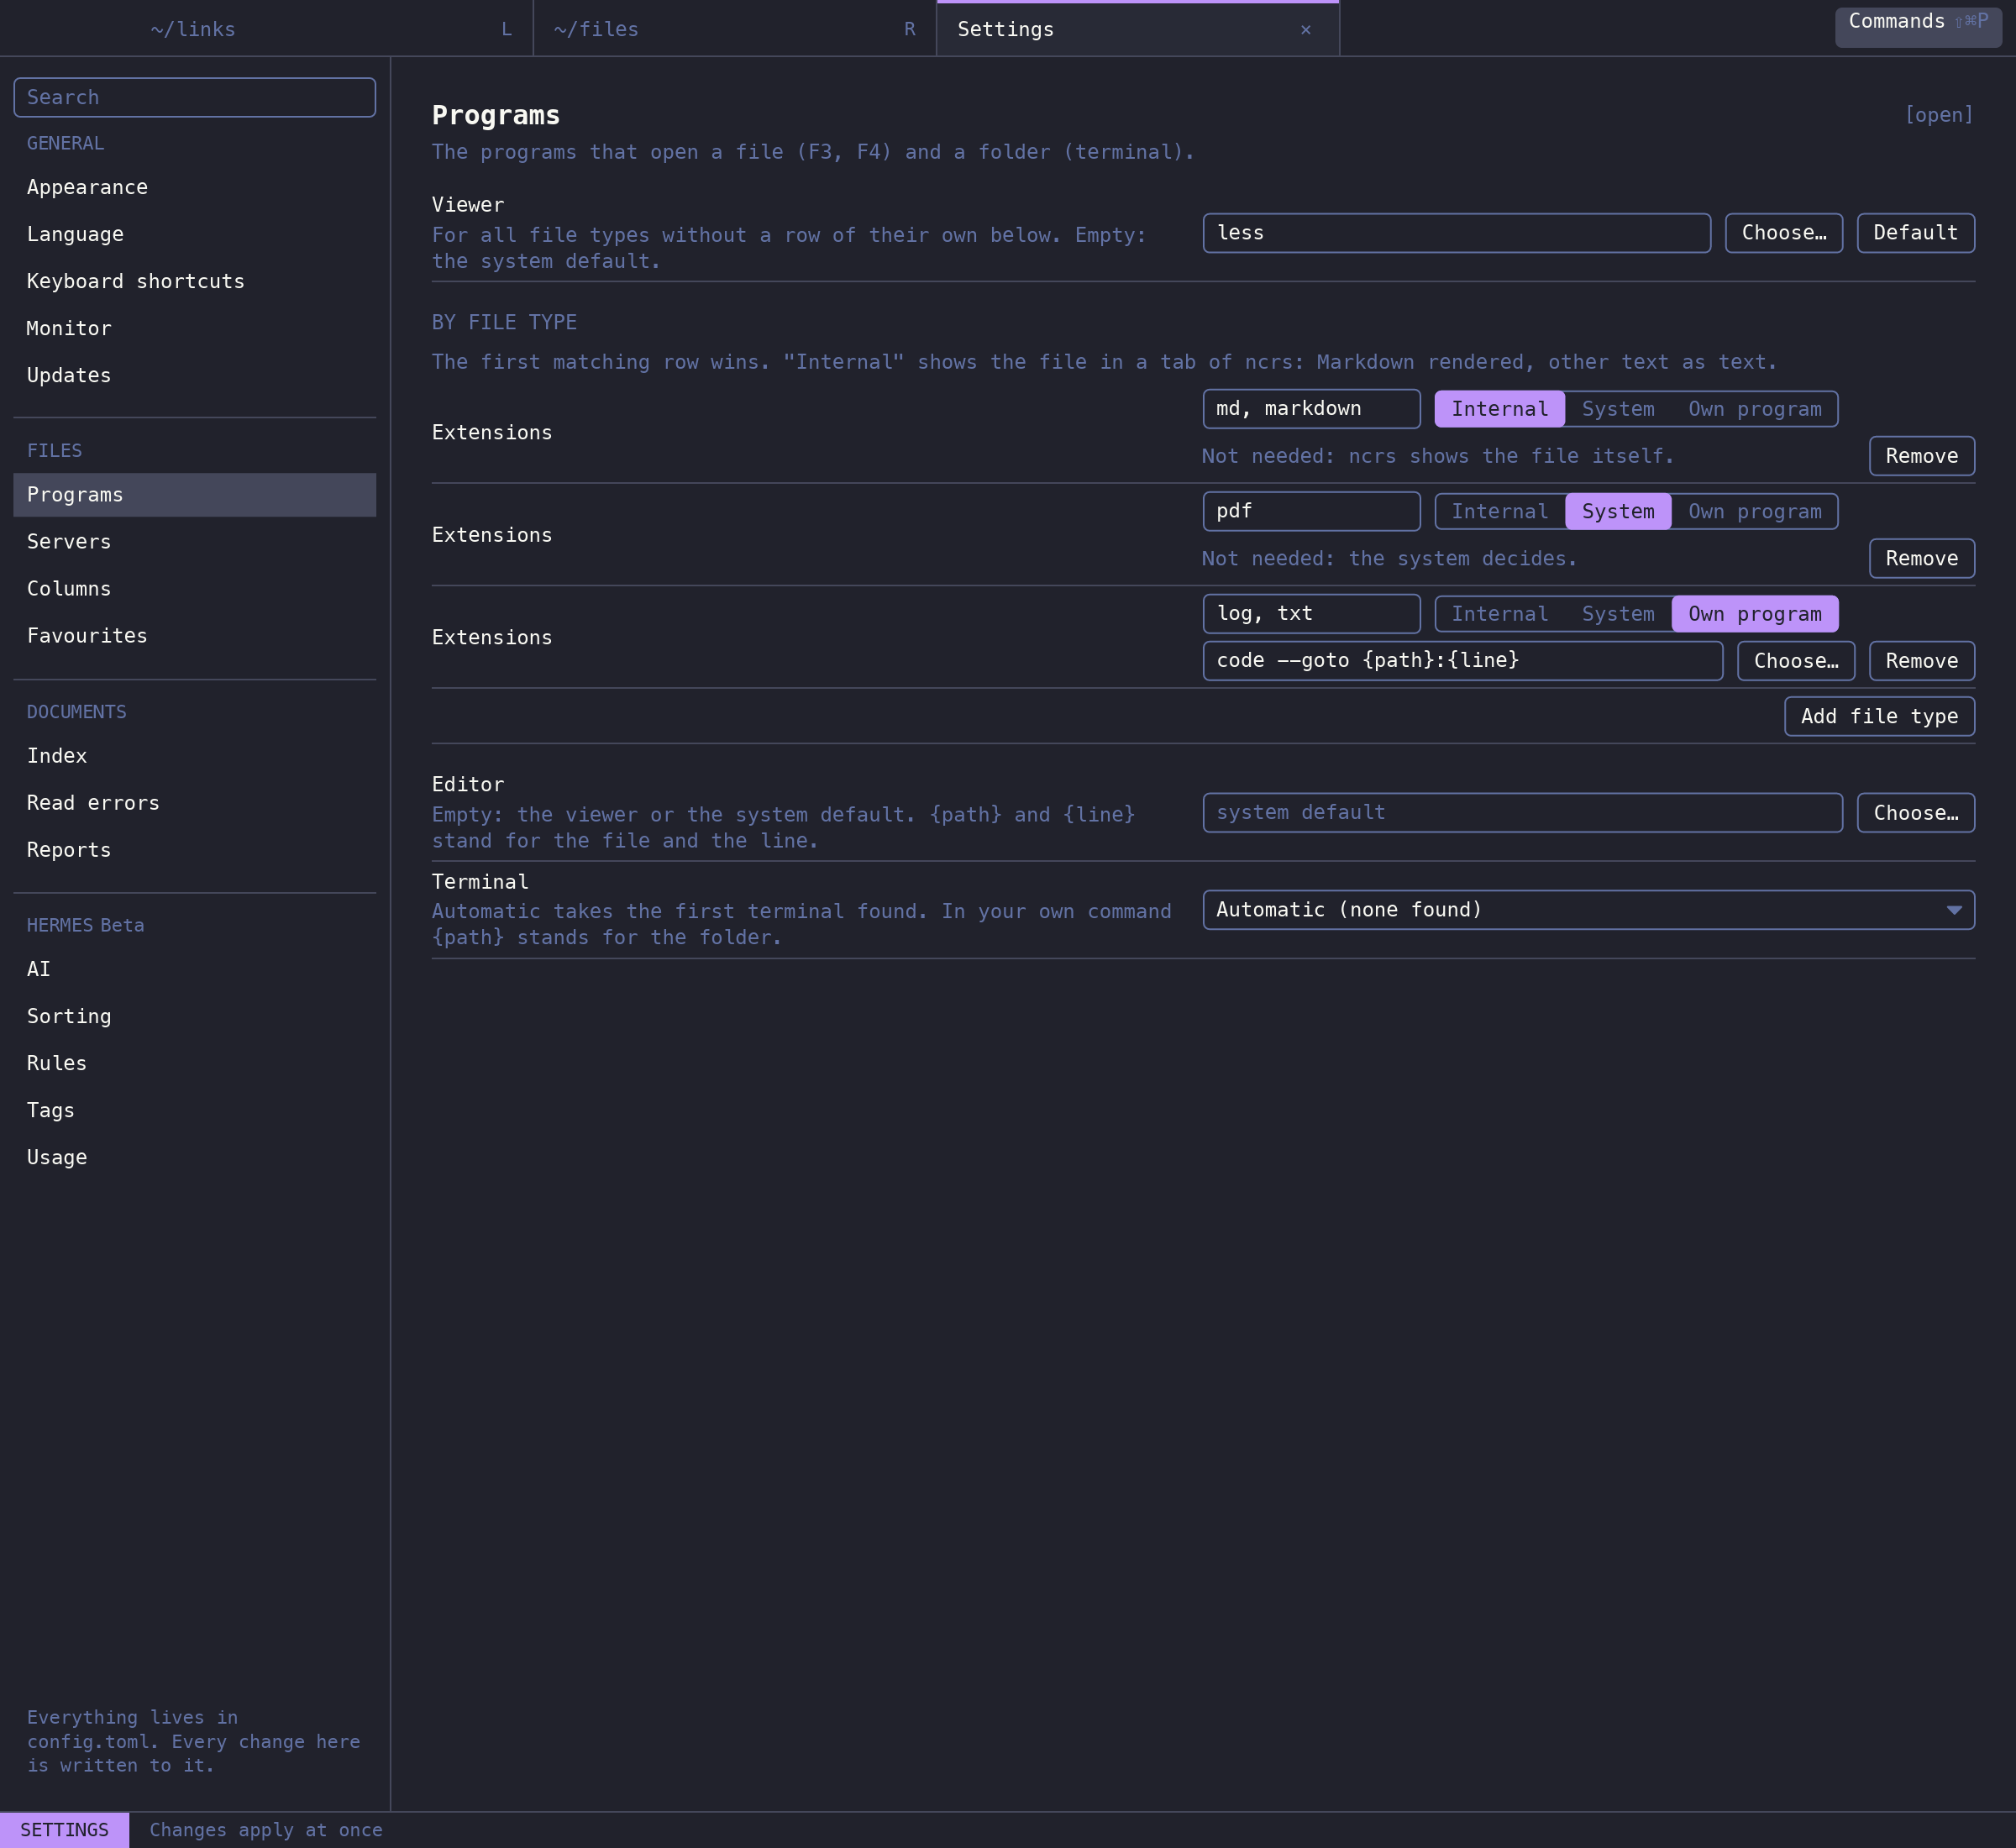 ~/links L ~/files R Settings × Commands ⇧⌘P
Search
GENERAL
Appearance
Language
Keyboard shortcuts
Monitor
Updates
FILES
Programs
Servers
Columns
Favourites
DOCUMENTS
Index
Read errors
Reports
HERMES Beta
AI
Sorting
Rules
Tags
Usage
Everything lives in
config.toml. Every change here
is written to it.
Programs [open]
The programs that open a file (F3, F4) and a folder (terminal).
Viewer
For all file types without a row of their own below. Empty:
the system default.
less Choose… Default
BY FILE TYPE
The first matching row wins. "Internal" shows the file in a tab of ncrs: Markdown rendered, other text as text.
Extensions
md, markdown Internal System Own program
Not needed: ncrs shows the file itself. Remove
Extensions
pdf Internal System Own program
Not needed: the system decides. Remove
Extensions
log, txt Internal System Own program
code --goto {path}:{line} Choose… Remove
Add file type
Editor
Empty: the viewer or the system default. {path} and {line}
stand for the file and the line.
system default Choose…
Terminal
Automatic takes the first terminal found. In your own command
{path} stands for the folder.
Automatic (none found)
SETTINGS Changes apply at once